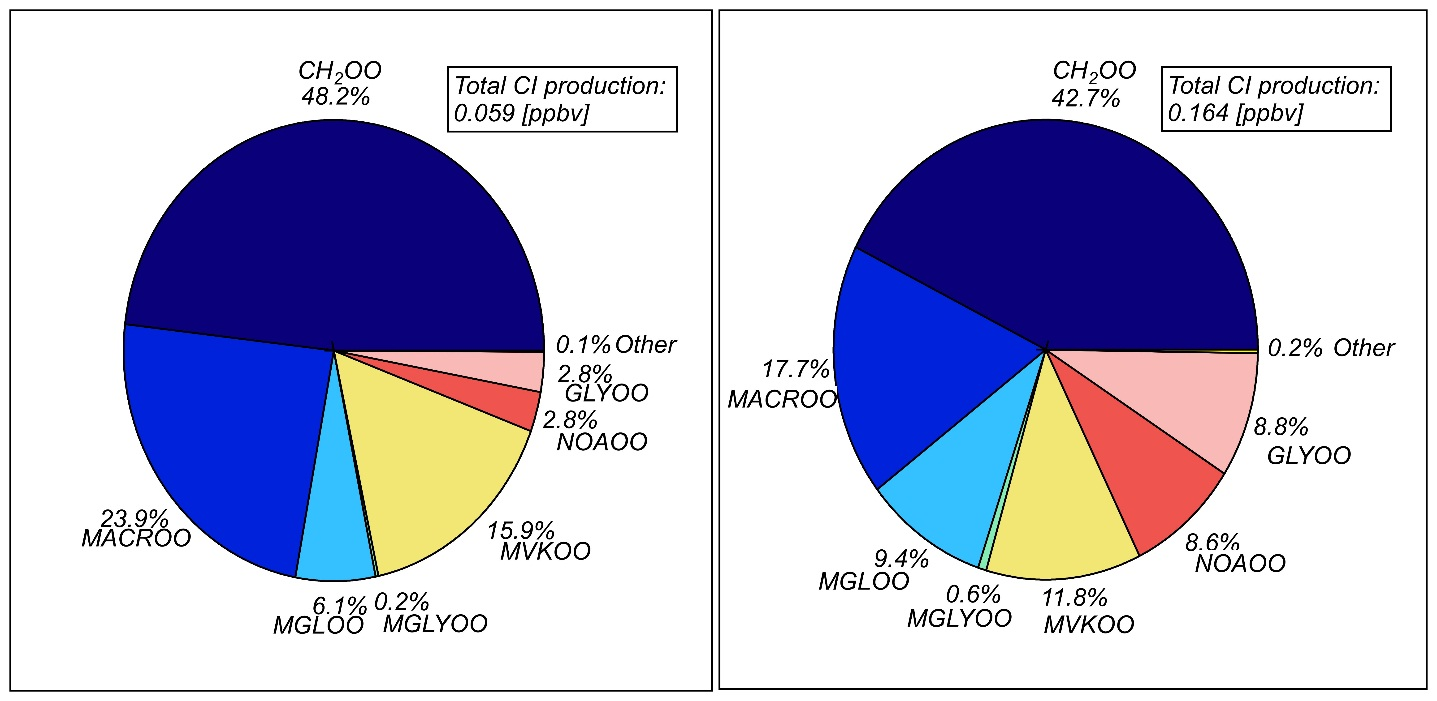 CH₂OO
48.2%
Total CI production:
0.059 [ppbv]
0.1% Other
2.8%
GLYOO
2.8%
NOAOO
15.9%
MVKOO
23.9%
MACROO
6.1%
MGLOO
0.2%
MGLYOO
CH₂OO
42.7%
Total CI production:
0.164 [ppbv]
0.2% Other
17.7%
MACROO
8.8%
GLYOO
8.6%
NOAOO
9.4%
MGLOO
0.6%
MGLYOO
11.8%
MVKOO